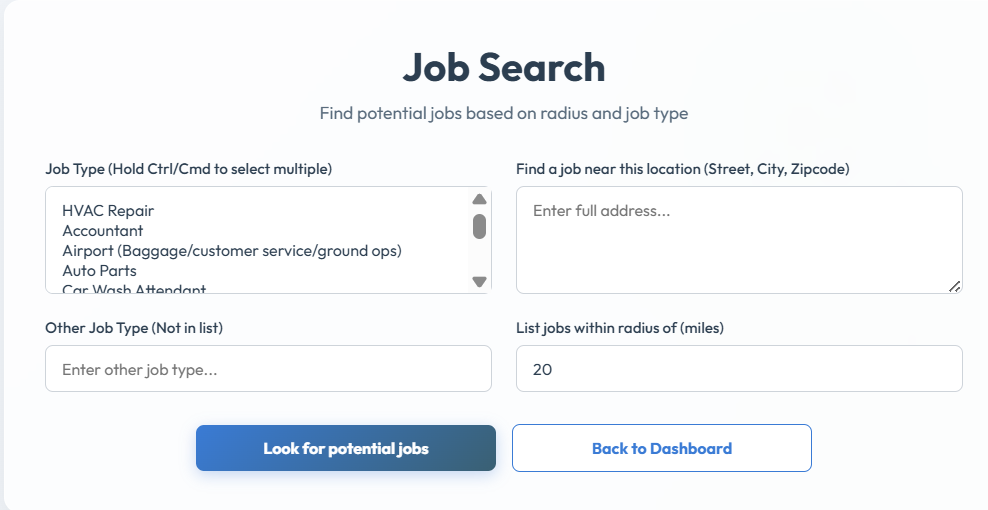 Job Search
Find potential jobs based on radius and job type
Job Type (Hold Ctrl/Cmd to select multiple)
HVAC Repair
Accountant
Airport (Baggage/customer service/ground ops)
Auto Parts
Car Wash Attendant
Find a job near this location (Street, City, Zipcode)
Enter full address...
Other Job Type (Not in list)
Enter other job type...
List jobs within radius of (miles)
20
Look for potential jobs
Back to Dashboard